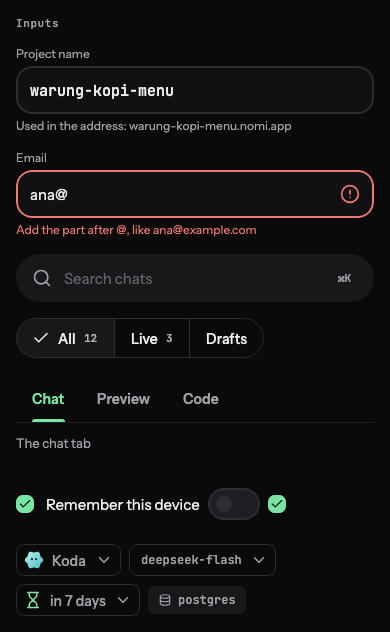 Inputs
Project name
warung-kopi-menu
Used in the address: warung-kopi-menu.nomi.app
Email
ana@
Add the part after @, like ana@example.com
Search chats ⌘K
All 12 Live 3 Drafts
Chat Preview Code
The chat tab
Remember this device
Koda deepseek-flash
in 7 days postgres